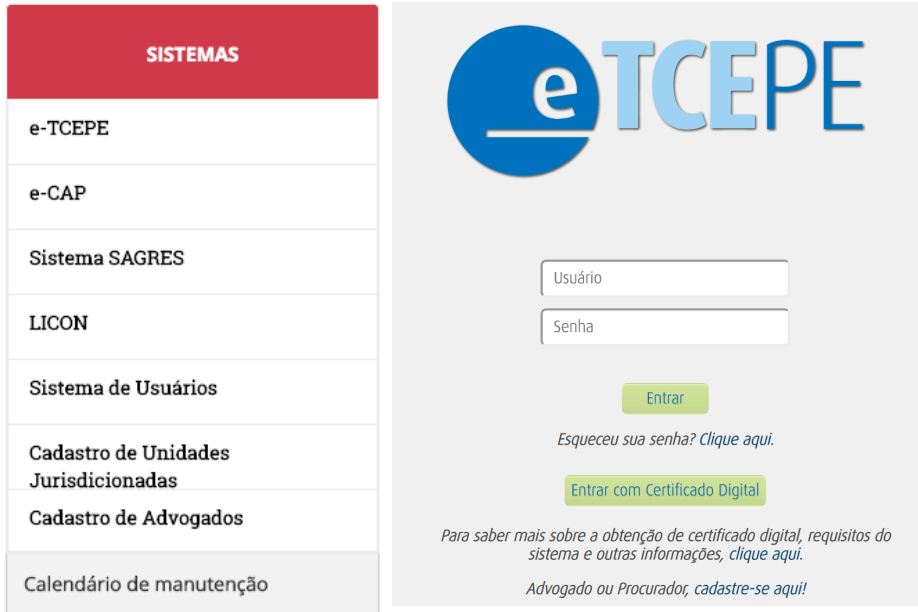 SISTEMAS
e-TCEPE
e-CAP
Sistema SAGRES
LICON
Sistema de Usuários
Cadastro de Unidades
Jurisdicionadas
Cadastro de Advogados
Calendário de manutenção
eTCEPE
Usuário
Senha
Entrar
Esqueceu sua senha? Clique aqui.
Entrar com Certificado Digital
Para saber mais sobre a obtenção de certificado digital, requisitos do
sistema e outras informações, clique aqui.
Advogado ou Procurador, cadastre-se aqui!